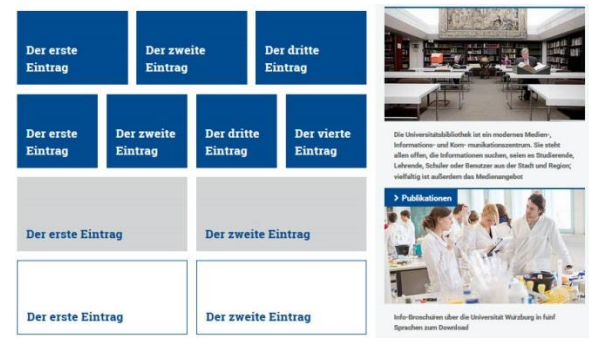 Der erste
Eintrag
Der zweite
Eintrag
Der dritte
Eintrag
Der erste
Eintrag
Der zweite
Eintrag
Der dritte
Eintrag
Der vierte
Eintrag
Der erste Eintrag
Der zweite Eintrag
Der erste Eintrag
Der zweite Eintrag
Die Universitätsbibliothek ist ein modernes Medien-,
Informations- und Kom- munikationszentrum. Sie steht
allen offen, die Informationen suchen, seien es Studierende,
Lehrende, Schüler oder Benutzer aus der Stadt und Region;
vielfältig ist außerdem das Medienangebot
> Publikationen
Info-Broschüren über die Universität Würzburg in fünf
Sprachen zum Download